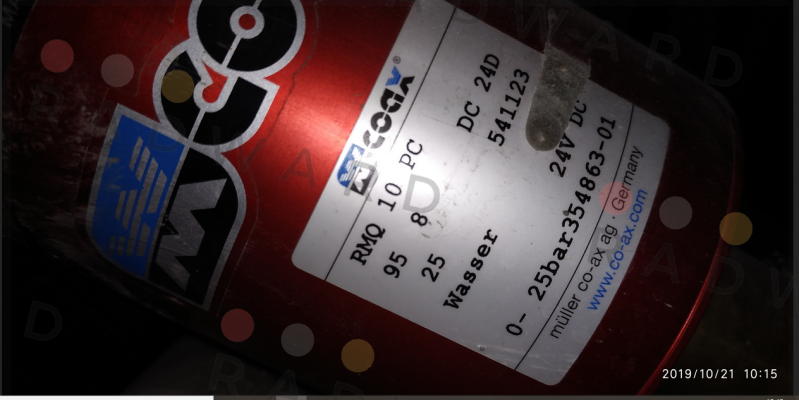 coax®
RMQ 10 PC DC 24D
95 8 541123
25
Wasser 24V DC
0- 25bar354863-01
müller co-ax ag · Germany
www.co-ax.com
2019/10/21 10:15